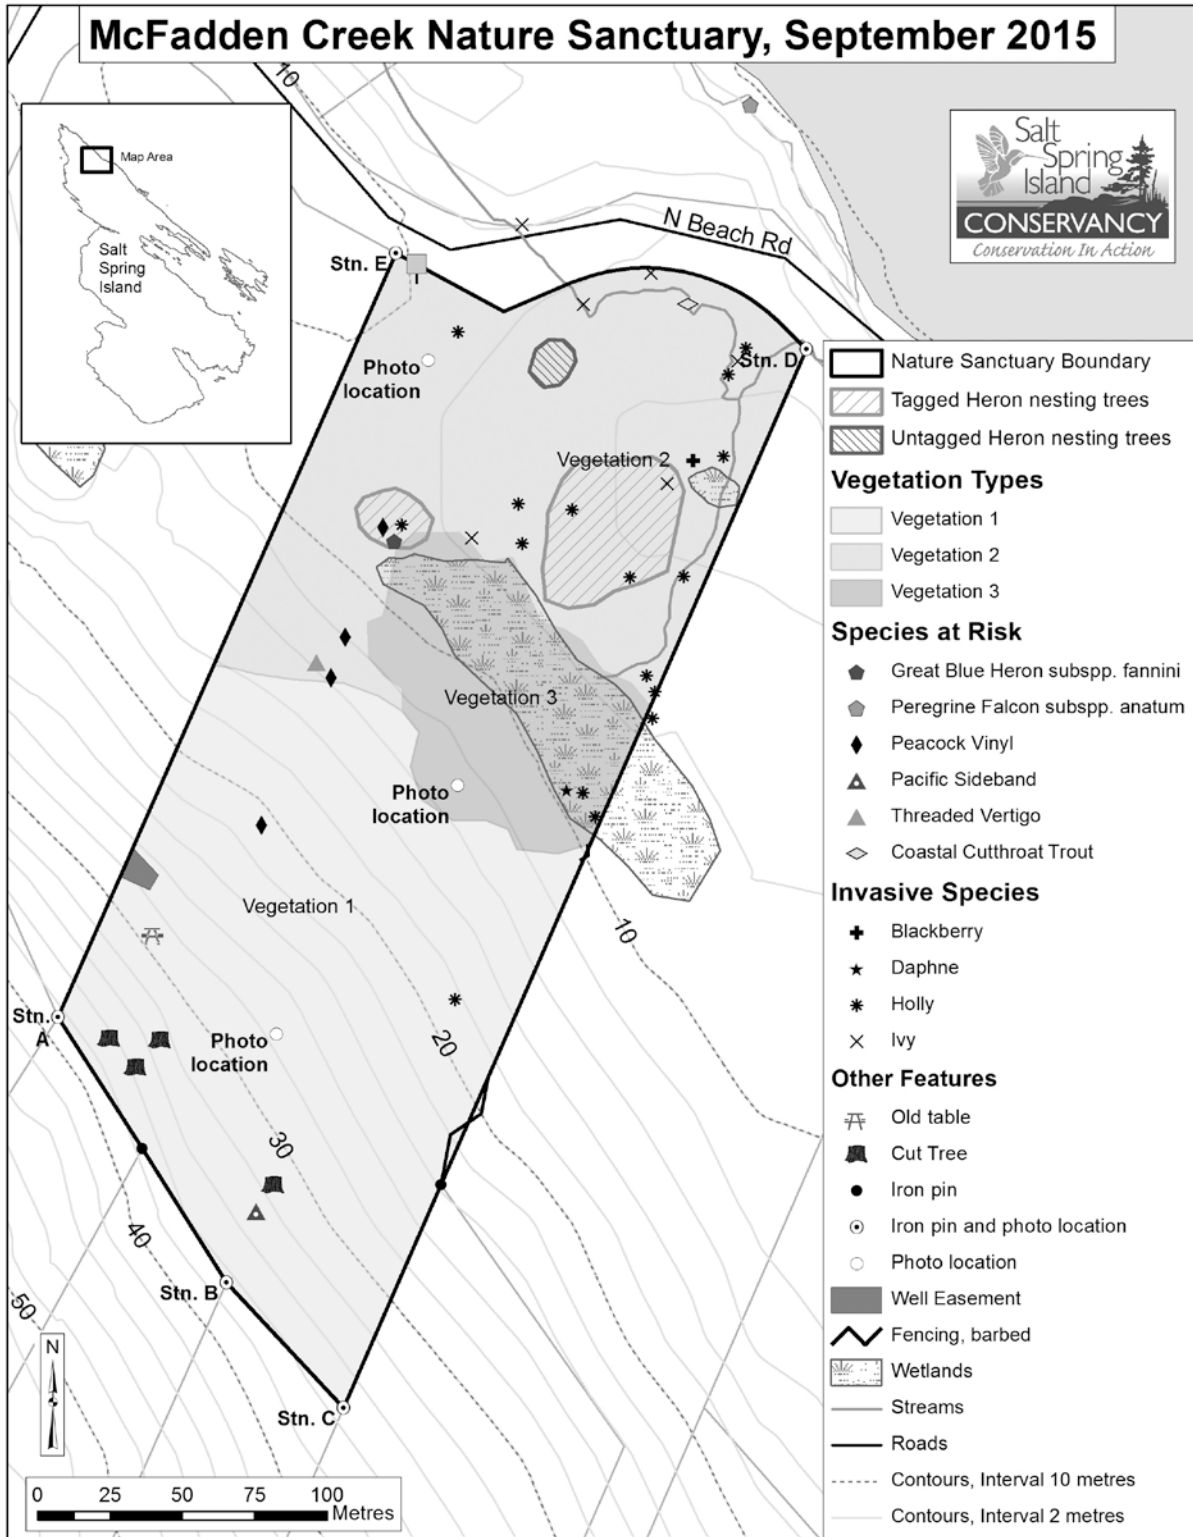 McFadden Creek Nature Sanctuary, September 2015
10
Map Area
Salt
Spring
Island
Salt
Spring
Island
CONSERVANCY
Conservation In Action
N Beach Rd
Stn. E
Stn. D
Photo
location
Vegetation 2
Vegetation 3
Photo
location
Vegetation 1
10
Stn.
A
Photo
location
20
30
40
50
Stn. B
Stn. C
N
0 25 50 75 100
Metres
Nature Sanctuary Boundary
Tagged Heron nesting trees
Untagged Heron nesting trees
Vegetation Types
Vegetation 1
Vegetation 2
Vegetation 3
Species at Risk
Great Blue Heron subspp. fannini
Peregrine Falcon subspp. anatum
Peacock Vinyl
Pacific Sideband
Threaded Vertigo
Coastal Cutthroat Trout
Invasive Species
Blackberry
Daphne
Holly
Ivy
Other Features
Old table
Cut Tree
Iron pin
Iron pin and photo location
Photo location
Well Easement
Fencing, barbed
Wetlands
Streams
Roads
Contours, Interval 10 metres
Contours, Interval 2 metres